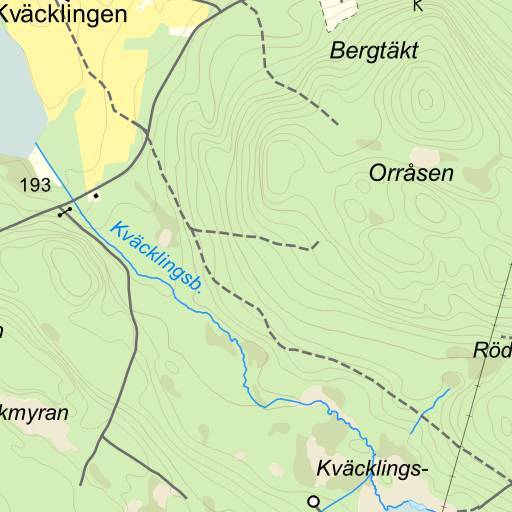 Kväcklingen
Bergtäkt
Orråsen
193
Kväcklingsb.
Röd
kmyran
Kväcklings-